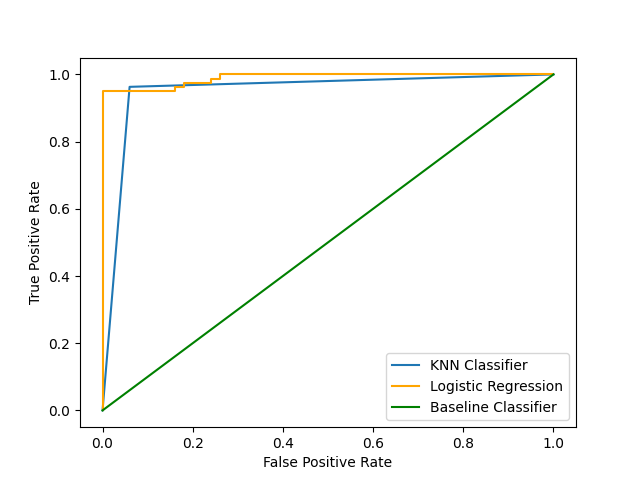 1.0
0.8
0.6
0.4
0.2
0.0
True Positive Rate
KNN Classifier
Logistic Regression
Baseline Classifier
0.0 0.2 0.4 0.6 0.8 1.0
False Positive Rate